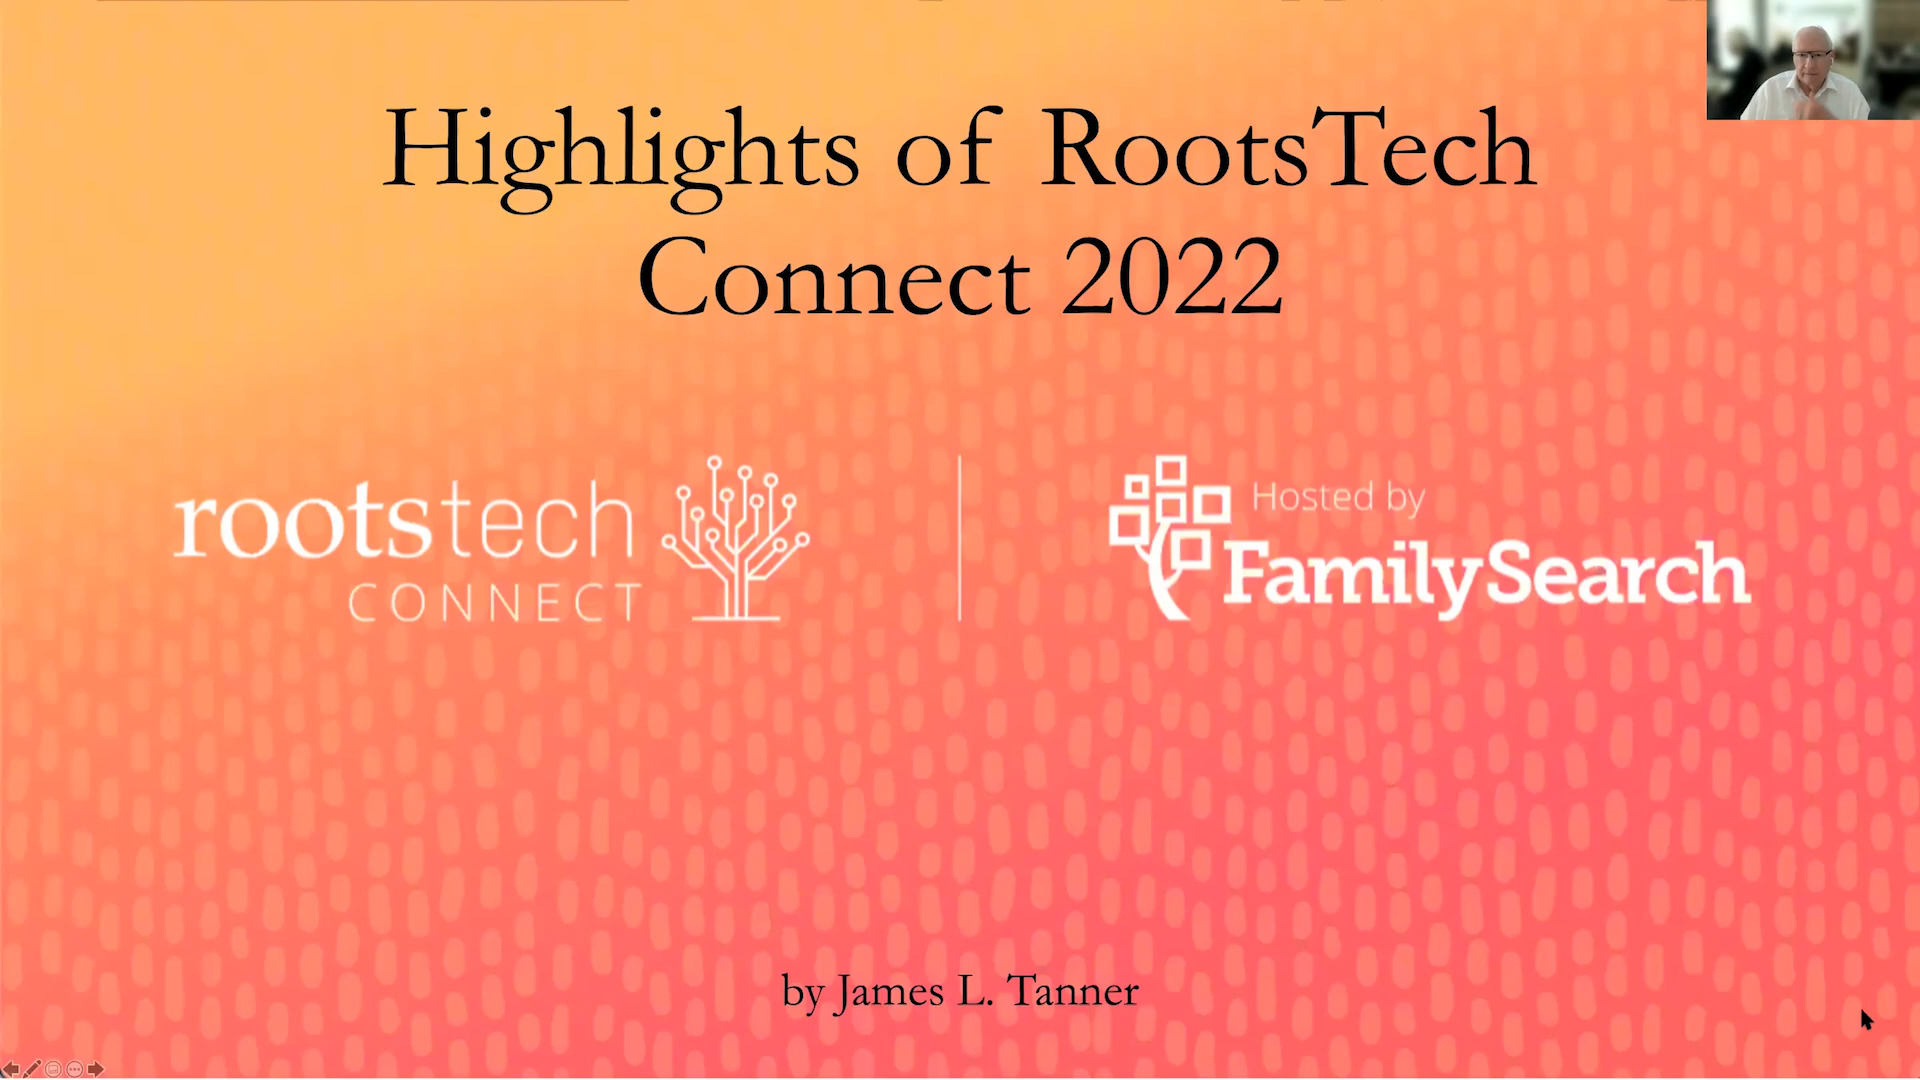 Highlights of RootsTech
Connect 2022
rootstech
CONNECT
Hosted by
FamilySearch
by James L. Tanner